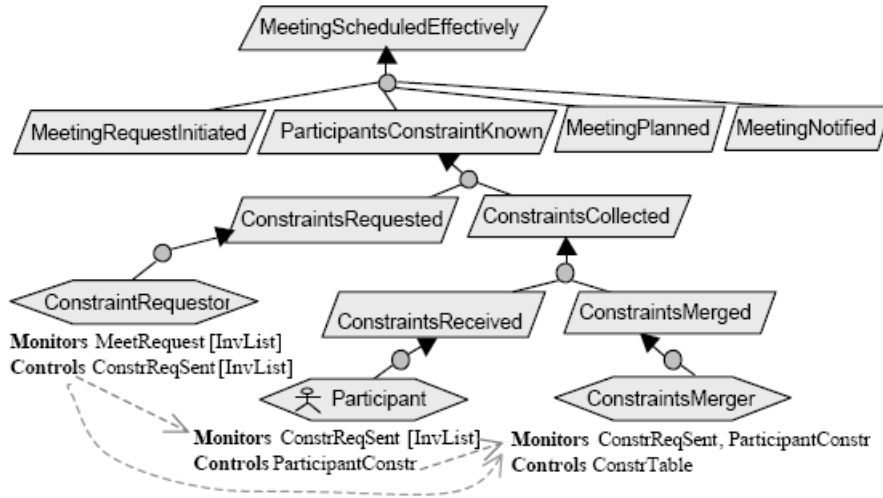 MeetingScheduledEffectively
MeetingRequestInitiated
ParticipantsConstraintKnown
MeetingPlanned
MeetingNotified
ConstraintsRequested
ConstraintsCollected
ConstraintRequestor
ConstraintsReceived
ConstraintsMerged
Monitors MeetRequest [InvList]
Controls ConstrReqSent [InvList]
Participant
ConstraintsMerger
Monitors ConstrReqSent [InvList]
Controls ParticipantConstr
Monitors ConstrReqSent, ParticipantConstr
Controls ConstrTable